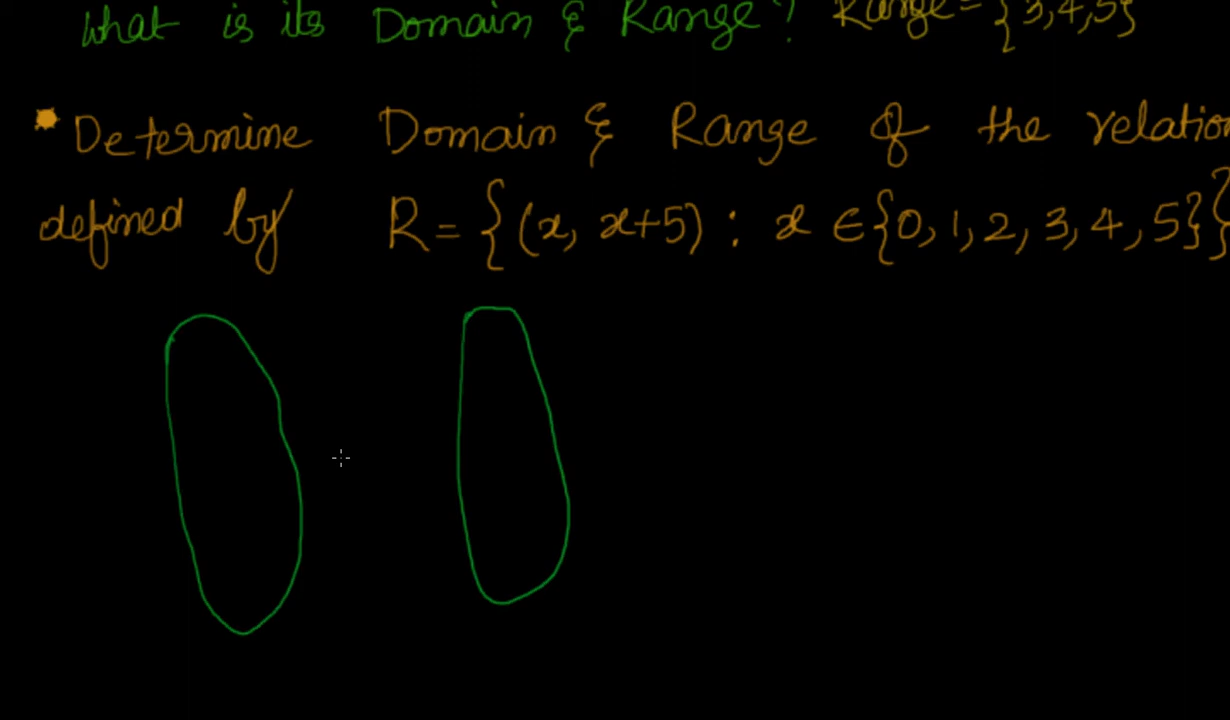 What is its Domain & Range? Range = {3,4,5}
Determine Domain & Range of the relation
defined by R = {(x, x+5) : x ∈ {0, 1, 2, 3, 4, 5}}